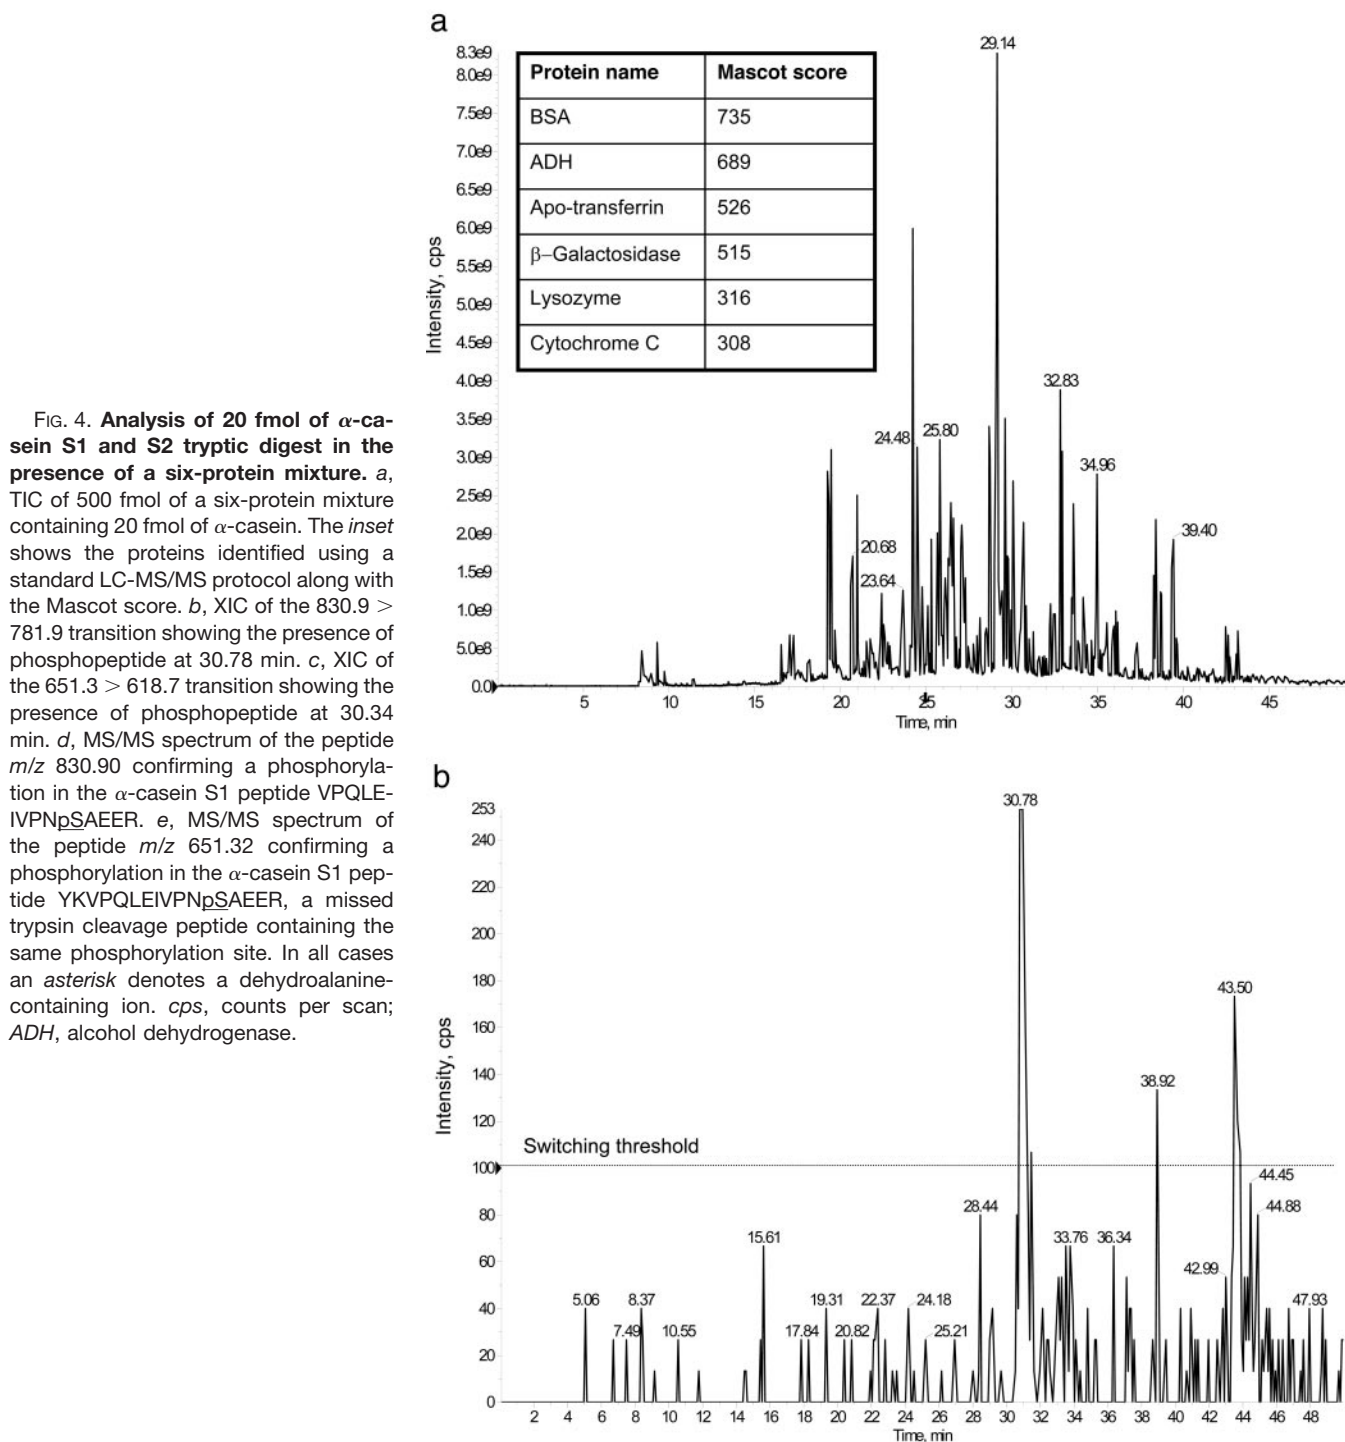 FIG. 4. Analysis of 20 fmol of α-ca-
sein S1 and S2 tryptic digest in the
presence of a six-protein mixture. a,
TIC of 500 fmol of a six-protein mixture
containing 20 fmol of α-casein. The inset
shows the proteins identified using a
standard LC-MS/MS protocol along with
the Mascot score. b, XIC of the 830.9 >
781.9 transition showing the presence of
phosphopeptide at 30.78 min. c, XIC of
the 651.3 > 618.7 transition showing the
presence of phosphopeptide at 30.34
min. d, MS/MS spectrum of the peptide
m/z 830.90 confirming a phosphoryla-
tion in the α-casein S1 peptide VPQLE-
IVPNpSAEER. e, MS/MS spectrum of
the peptide m/z 651.32 confirming a
phosphorylation in the α-casein S1 pep-
tide YKVPQLEIVPNpSAEER, a missed
trypsin cleavage peptide containing the
same phosphorylation site. In all cases
an asterisk denotes a dehydroalanine-
containing ion. cps, counts per scan;
ADH, alcohol dehydrogenase.
a
Intensity, cps
8.3e9
8.0e9
7.5e9
7.0e9
6.5e9
6.0e9
5.5e9
5.0e9
4.5e9
4.0e9
3.5e9
3.0e9
2.5e9
2.0e9
1.5e9
1.0e9
5.0e8
0.0
Protein name Mascot score
BSA 735
ADH 689
Apo-transferrin 526
β–Galactosidase 515
Lysozyme 316
Cytochrome C 308
29.14
32.83
24.48
25.80
34.96
20.68
39.40
23.64
5 10 15 20 25 30 35 40 45
Time, min
b
Intensity, cps
253
240
220
200
180
160
140
120
100
80
60
40
20
0
Switching threshold
30.78
43.50
38.92
44.45
28.44
44.88
15.61
33.76
36.34
42.99
5.06
8.37
19.31
22.37
24.18
47.93
7.49
10.55
17.84
20.82
25.21
2 4 6 8 10 12 14 16 18 20 22 24 26 28 30 32 34 36 38 40 42 44 46 48
Time, min